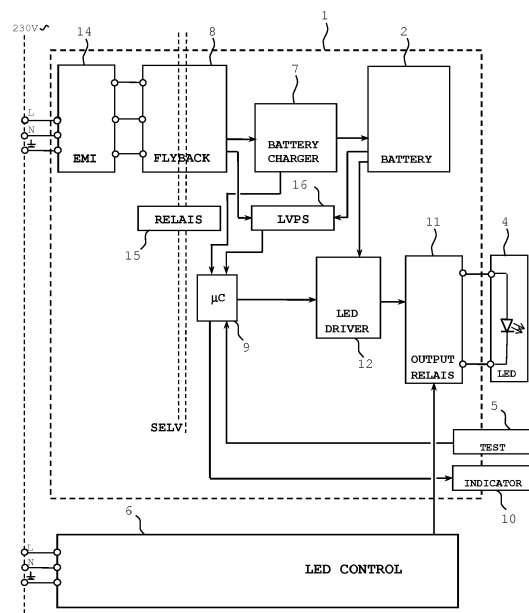 230V~
14
8
1
2
7
L
N
EMI
FLYBACK
BATTERY
CHARGER
BATTERY
16
RELAIS
LVPS
15
11
4
µC
LED
DRIVER
9
12
OUTPUT
RELAIS
LED
SELV
5
TEST
INDICATOR
10
6
L
N
LED CONTROL